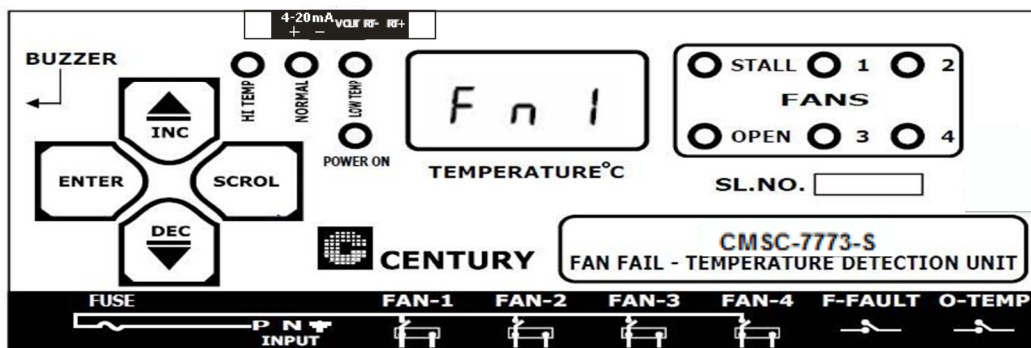 4-20mA VOUT RT- RT+
+ −
BUZZER
HI TEMP
NORMAL
LOW TEMP
POWER ON
INC
ENTER
SCROL
DEC
Fn 1
TEMPERATURE°C
STALL 1 2
FANS
OPEN 3 4
SL.NO.
CENTURY
CMSC-7773-S
FAN FAIL - TEMPERATURE DETECTION UNIT
FUSE FAN-1 FAN-2 FAN-3 FAN-4 F-FAULT O-TEMP
P N
INPUT